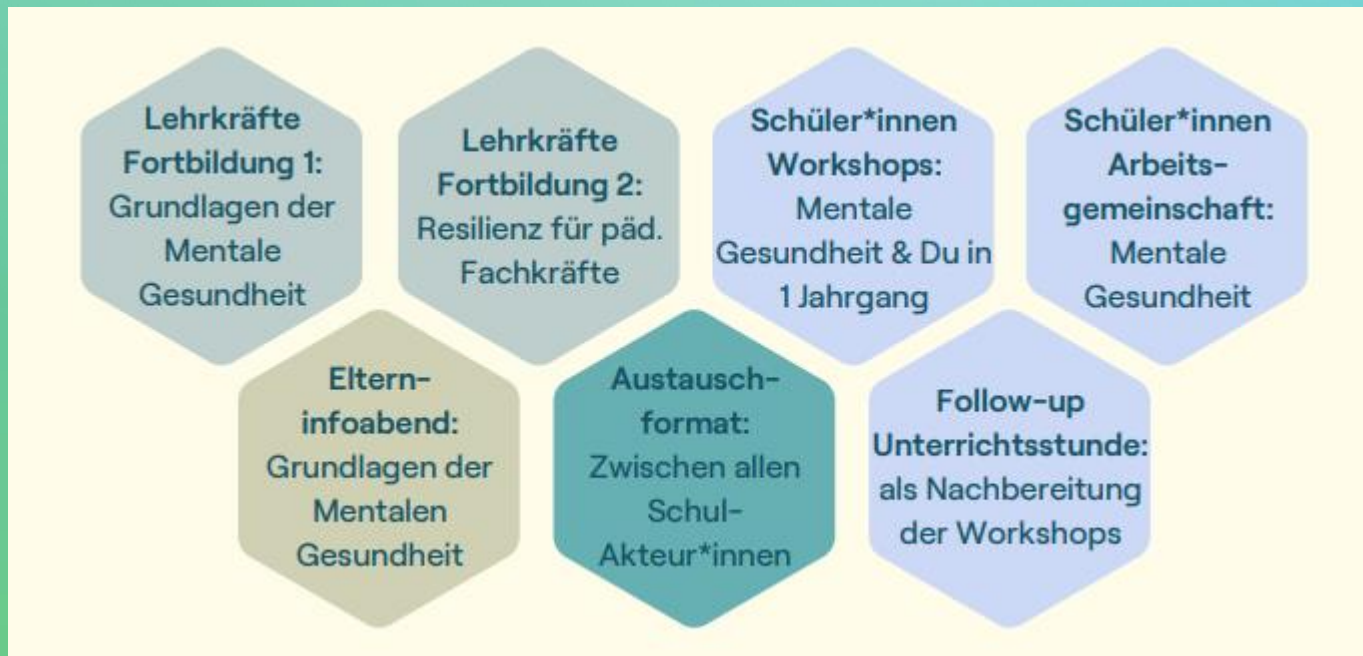 Lehrkräfte
Fortbildung 1:
Grundlagen der
Mentale
Gesundheit
Lehrkräfte
Fortbildung 2:
Resilienz für päd.
Fachkräfte
Schüler*innen
Workshops:
Mentale
Gesundheit & Du in
1 Jahrgang
Schüler*innen
Arbeits-
gemeinschaft:
Mentale
Gesundheit
Eltern-
infoabend:
Grundlagen der
Mentalen
Gesundheit
Austausch-
format:
Zwischen allen
Schul-
Akteur*innen
Follow-up
Unterrichtsstunde:
als Nachbereitung
der Workshops